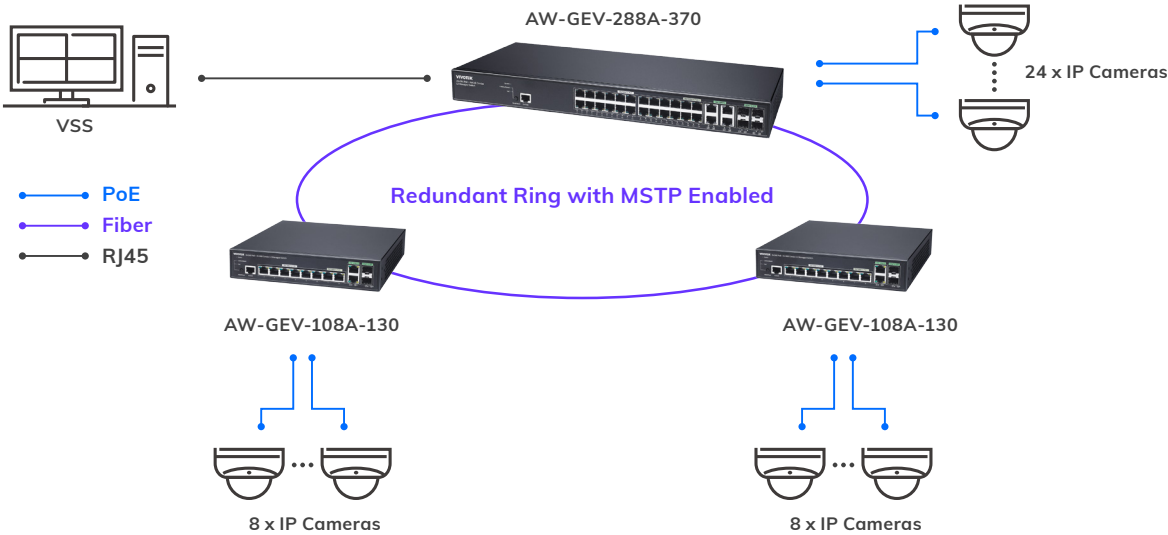 AW-GEV-288A-370
24 x IP Cameras
VIVOTEK
VSS
Redundant Ring with MSTP Enabled
PoE
Fiber
RJ45
AW-GEV-108A-130
AW-GEV-108A-130
8 x IP Cameras
8 x IP Cameras